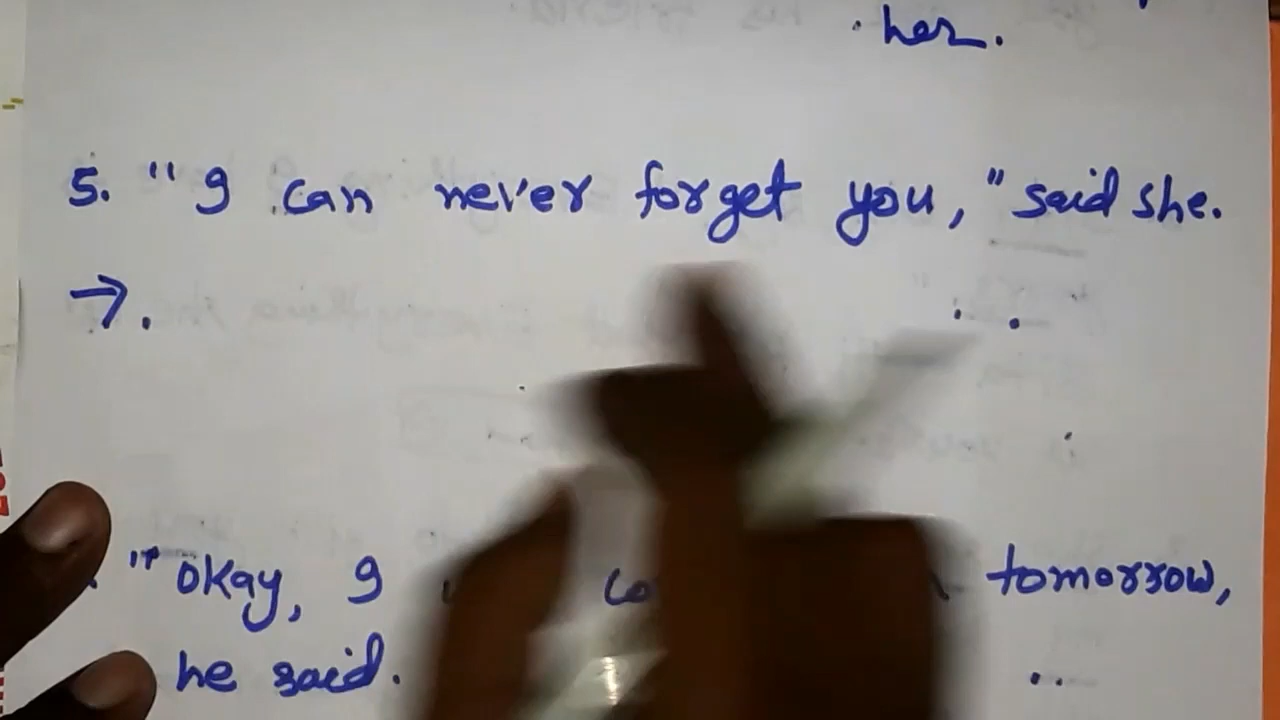 her.
5. "I can never forget you," said she.
→.
"Okay, I tomorrow,
he said.